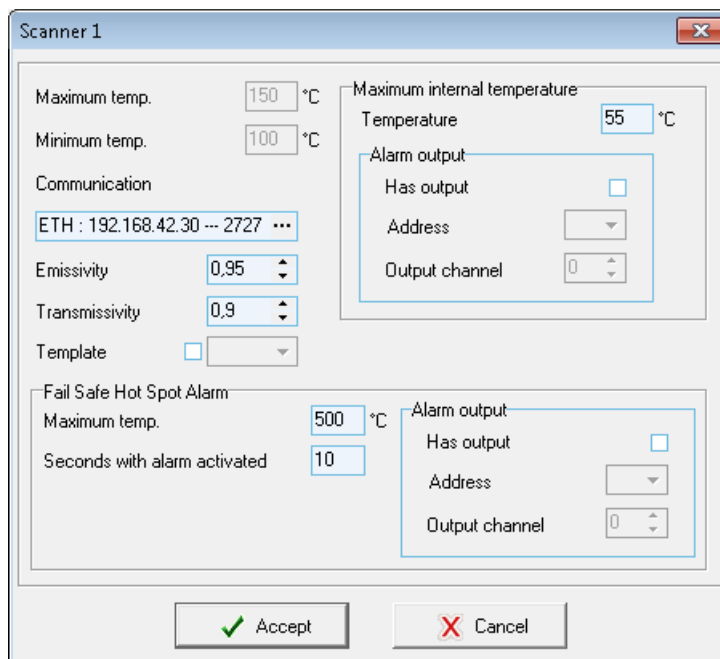 Scanner 1
Maximum temp. 150 °C
Minimum temp. 100 °C
Communication
ETH : 192.168.42.30 --- 2727 ...
Emissivity 0,95
Transmissivity 0,9
Template
Maximum internal temperature
Temperature 55 °C
Alarm output
Has output
Address
Output channel 0
Fail Safe Hot Spot Alarm
Maximum temp. 500 °C
Seconds with alarm activated 10
Alarm output
Has output
Address
Output channel 0
Accept
Cancel